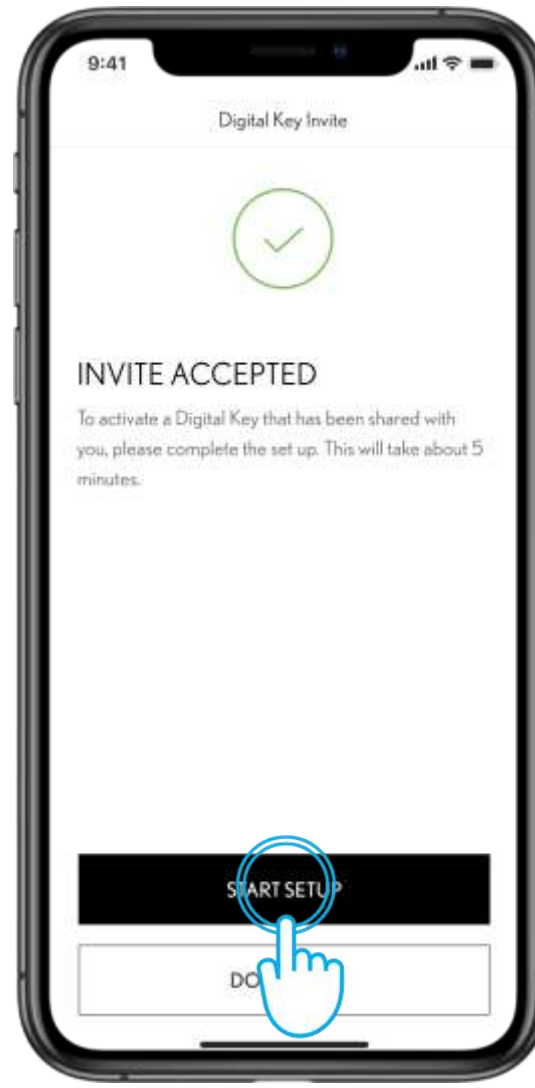 9:41
Digital Key Invite
INVITE ACCEPTED
To activate a Digital Key that has been shared with
you, please complete the set up. This will take about 5
minutes.
START SETUP